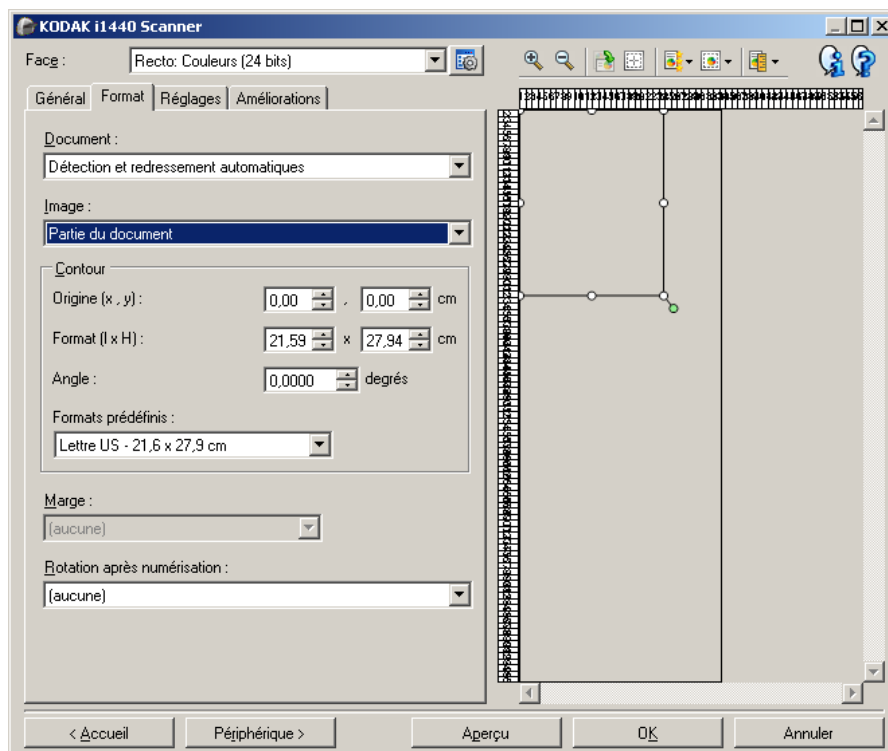 KODAK i1440 Scanner
Face : Recto: Couleurs (24 bits)
Général Format Réglages Améliorations
Document :
Détection et redressement automatiques
Image :
Partie du document
Contour
Origine (x , y) : 0,00 , 0,00 cm
Format (l x H) : 21,59 x 27,94 cm
Angle : 0,0000 degrés
Formats prédéfinis :
Lettre US - 21,6 x 27,9 cm
Marge :
(aucune)
Rotation après numérisation :
(aucune)
< Accueil Périphérique > Aperçu OK Annuler